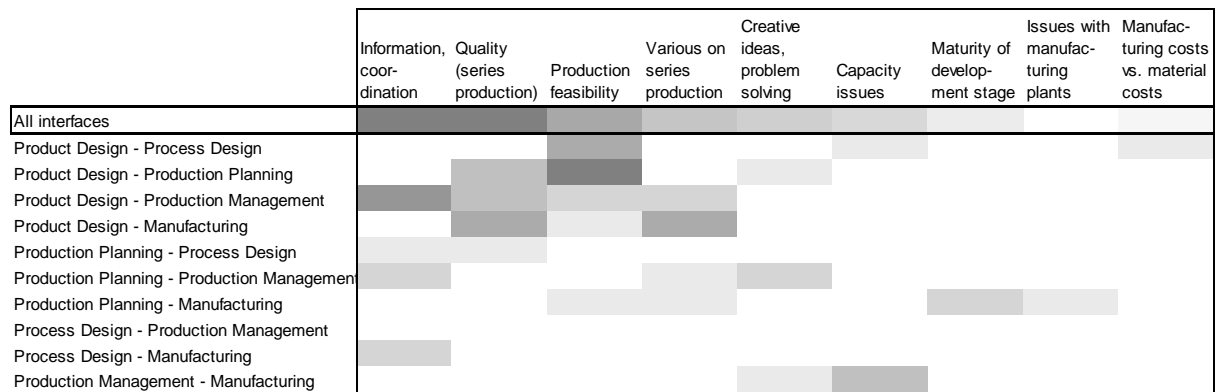 Information, coor- dination
Quality (series production)
Production feasibility
Various on series production
Creative ideas, problem solving
Capacity issues
Maturity of develop- ment stage
Issues with manufac- turing plants
Manufac- turing costs vs. material costs
All interfaces
Product Design - Process Design
Product Design - Production Planning
Product Design - Production Management
Product Design - Manufacturing
Production Planning - Process Design
Production Planning - Production Management
Production Planning - Manufacturing
Process Design - Production Management
Process Design - Manufacturing
Production Management - Manufacturing